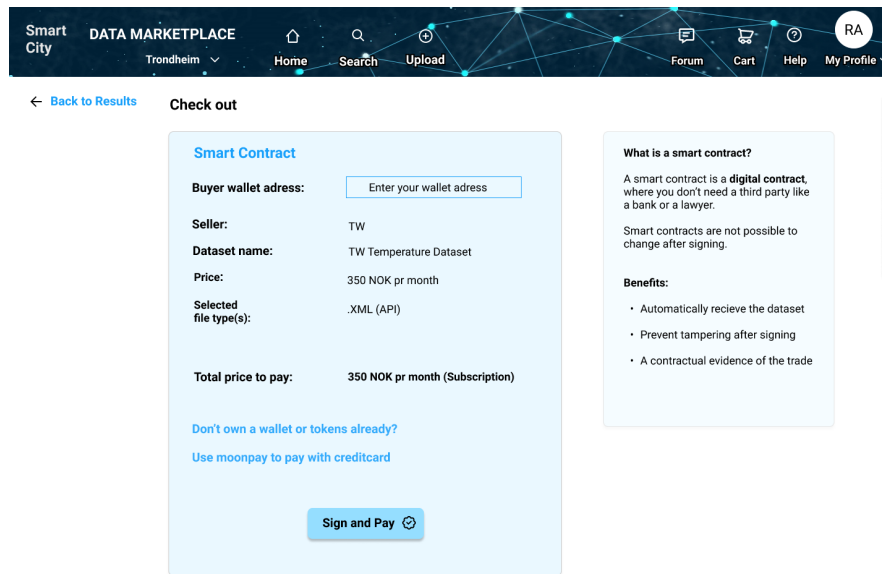 Smart City
DATA MARKETPLACE
Trondheim
Home
Search
Upload
Forum
Cart
Help
RA
My Profile
← Back to Results
Check out
Smart Contract
Buyer wallet adress:
Enter your wallet adress
Seller:
TW
Dataset name:
TW Temperature Dataset
Price:
350 NOK pr month
Selected
file type(s):
.XML (API)
Total price to pay:
350 NOK pr month (Subscription)
Don't own a wallet or tokens already?
Use moonpay to pay with creditcard
Sign and Pay
What is a smart contract?
A smart contract is a digital contract,
where you don't need a third party like
a bank or a lawyer.
Smart contracts are not possible to
change after signing.
Benefits:
• Automatically recieve the dataset
• Prevent tampering after signing
• A contractual evidence of the trade